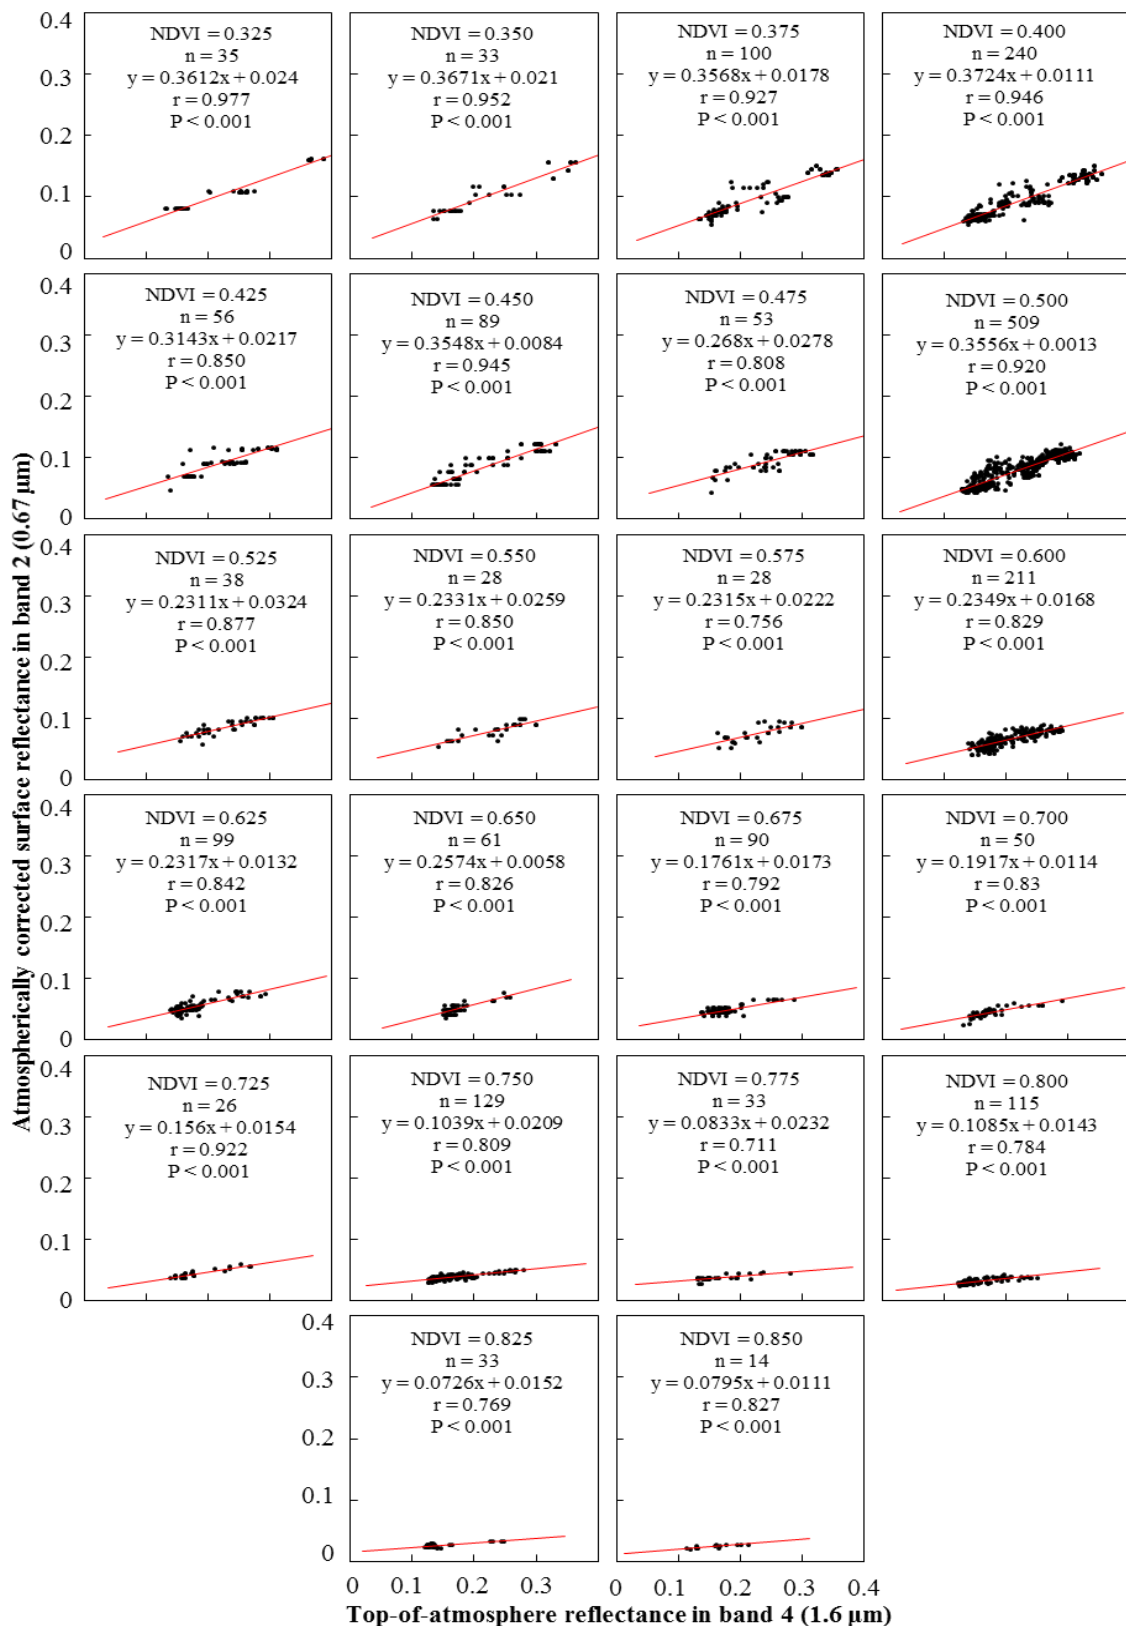 Atmospherically corrected surface reflectance in band 2 (0.67 µm)
0.4
0.3
0.2
0.1
0
NDVI = 0.325
n = 35
y = 0.3612x + 0.024
r = 0.977
P < 0.001
NDVI = 0.350
n = 33
y = 0.3671x + 0.021
r = 0.952
P < 0.001
NDVI = 0.375
n = 100
y = 0.3568x + 0.0178
r = 0.927
P < 0.001
NDVI = 0.400
n = 240
y = 0.3724x + 0.0111
r = 0.946
P < 0.001
0.4
0.3
0.2
0.1
0
NDVI = 0.425
n = 56
y = 0.3143x + 0.0217
r = 0.850
P < 0.001
NDVI = 0.450
n = 89
y = 0.3548x + 0.0084
r = 0.945
P < 0.001
NDVI = 0.475
n = 53
y = 0.268x + 0.0278
r = 0.808
P < 0.001
NDVI = 0.500
n = 509
y = 0.3556x + 0.0013
r = 0.920
P < 0.001
0.4
0.3
0.2
0.1
0
NDVI = 0.525
n = 38
y = 0.2311x + 0.0324
r = 0.877
P < 0.001
NDVI = 0.550
n = 28
y = 0.2331x + 0.0259
r = 0.850
P < 0.001
NDVI = 0.575
n = 28
y = 0.2315x + 0.0222
r = 0.756
P < 0.001
NDVI = 0.600
n = 211
y = 0.2349x + 0.0168
r = 0.829
P < 0.001
0.4
0.3
0.2
0.1
0
NDVI = 0.625
n = 99
y = 0.2317x + 0.0132
r = 0.842
P < 0.001
NDVI = 0.650
n = 61
y = 0.2574x + 0.0058
r = 0.826
P < 0.001
NDVI = 0.675
n = 90
y = 0.1761x + 0.0173
r = 0.792
P < 0.001
NDVI = 0.700
n = 50
y = 0.1917x + 0.0114
r = 0.83
P < 0.001
0.4
0.3
0.2
0.1
0
NDVI = 0.725
n = 26
y = 0.156x + 0.0154
r = 0.922
P < 0.001
NDVI = 0.750
n = 129
y = 0.1039x + 0.0209
r = 0.809
P < 0.001
NDVI = 0.775
n = 33
y = 0.0833x + 0.0232
r = 0.711
P < 0.001
NDVI = 0.800
n = 115
y = 0.1085x + 0.0143
r = 0.784
P < 0.001
0.4
0.3
0.2
0.1
0
NDVI = 0.825
n = 33
y = 0.0726x + 0.0152
r = 0.769
P < 0.001
NDVI = 0.850
n = 14
y = 0.0795x + 0.0111
r = 0.827
P < 0.001
0 0.1 0.2 0.3 0 0.1 0.2 0.3 0.4
Top-of-atmosphere reflectance in band 4 (1.6 µm)